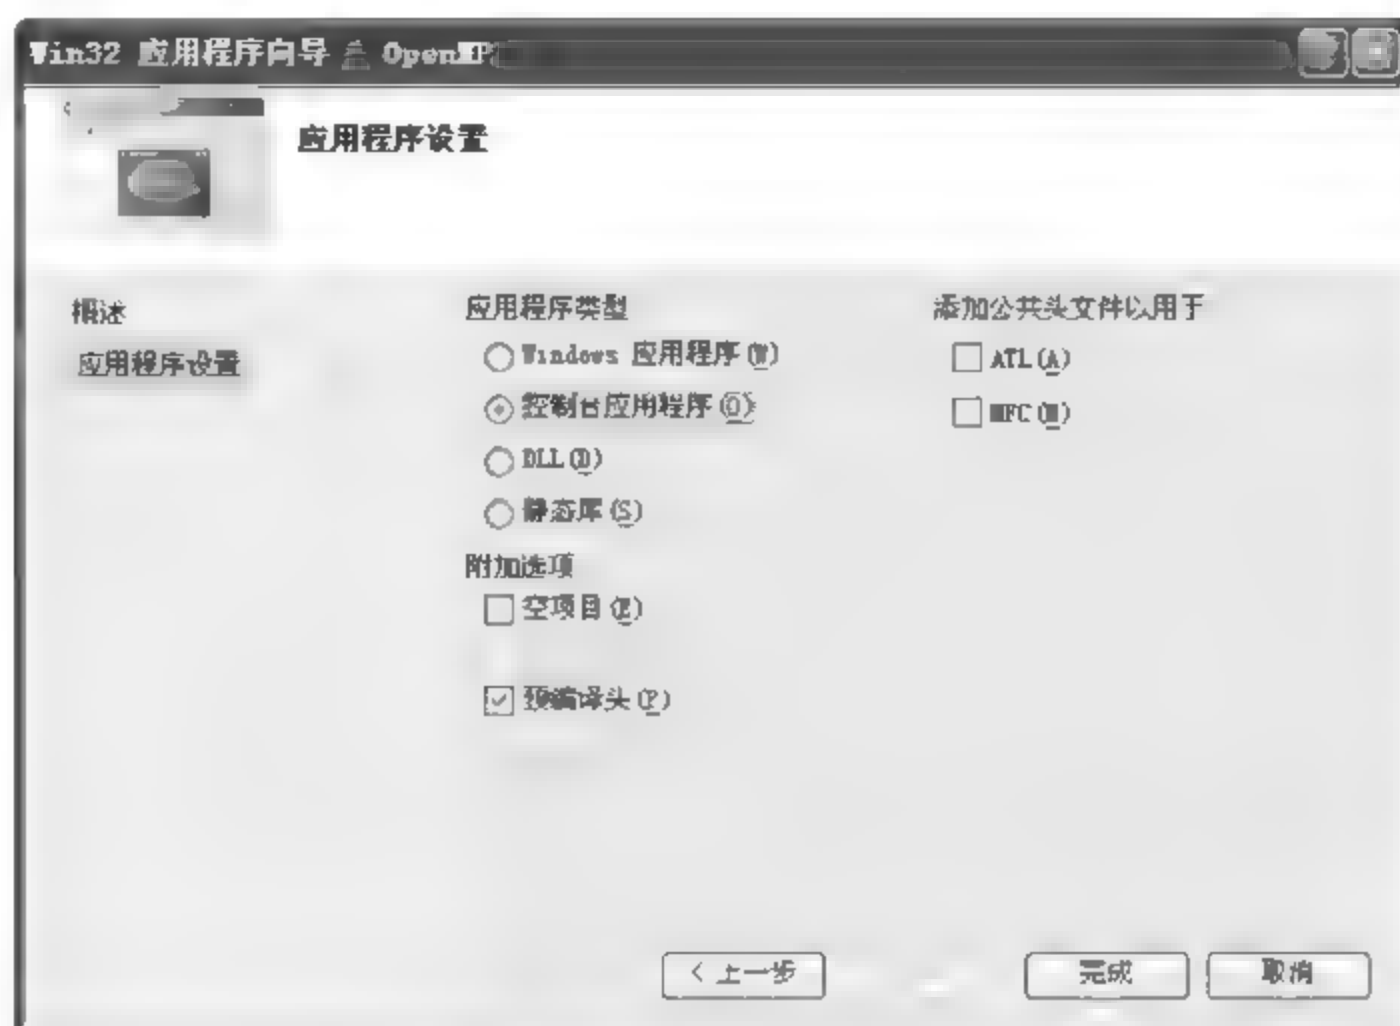 Win32 应用程序向导 - OpenMP
应用程序设置
概述
应用程序设置
应用程序类型
Windows 应用程序(W)
控制台应用程序(O)
DLL(D)
静态库(S)
附加选项
空项目(E)
预编译头(P)
添加公共头文件以用于
ATL(A)
MFC(M)
< 上一步
完成
取消